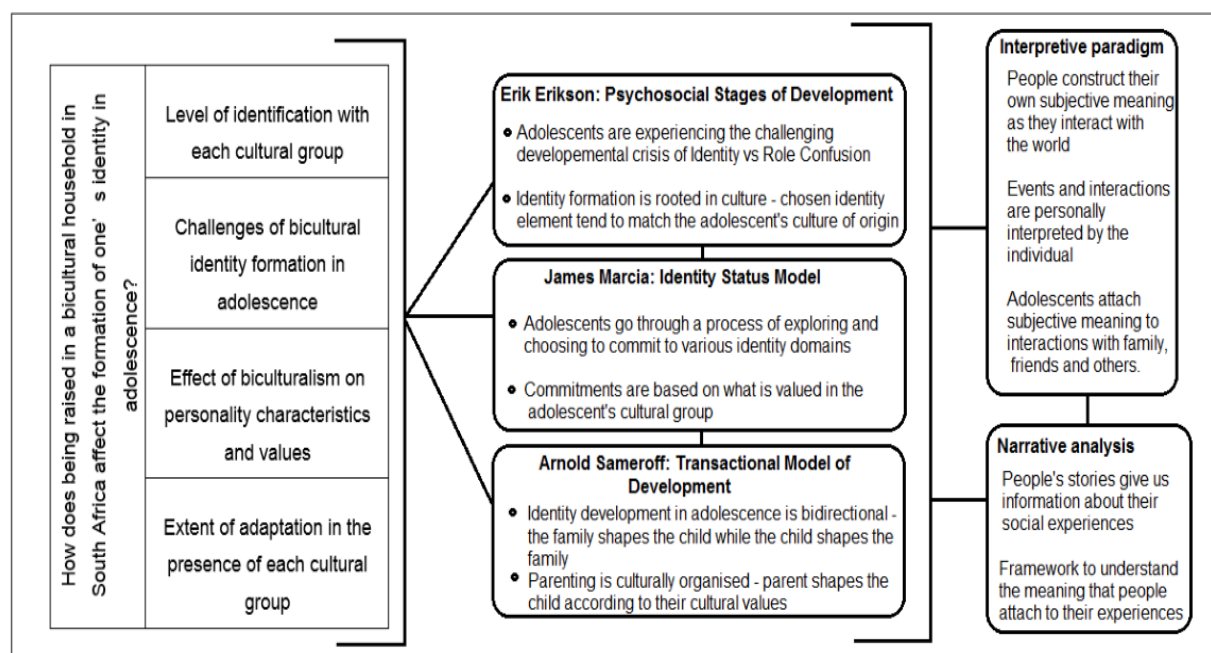 How does being raised in a bicultural household in
South Africa affect the formation of one's identity in
adolescence?
Level of identification with
each cultural group
Challenges of bicultural
identity formation in
adolescence
Effect of biculturalism on
personality characteristics
and values
Extent of adaptation in the
presence of each cultural
group
Erik Erikson: Psychosocial Stages of Development
Adolescents are experiencing the challenging
developemental crisis of Identity vs Role Confusion
Identity formation is rooted in culture - chosen identity
element tend to match the adolescent's culture of origin
James Marcia: Identity Status Model
Adolescents go through a process of exploring and
choosing to commit to various identity domains
Commitments are based on what is valued in the
adolescent's cultural group
Arnold Sameroff: Transactional Model of
Development
Identity development in adolescence is bidirectional -
the family shapes the child while the child shapes the
family
Parenting is culturally organised - parent shapes the
child according to their cultural values
Interpretive paradigm
People construct their
own subjective meaning
as they interact with
the world
Events and interactions
are personally
interpreted by the
individual
Adolescents attach
subjective meaning to
interactions with family,
friends and others.
Narrative analysis
People's stories give us
information about their
social experiences
Framework to understand
the meaning that people
attach to their experiences